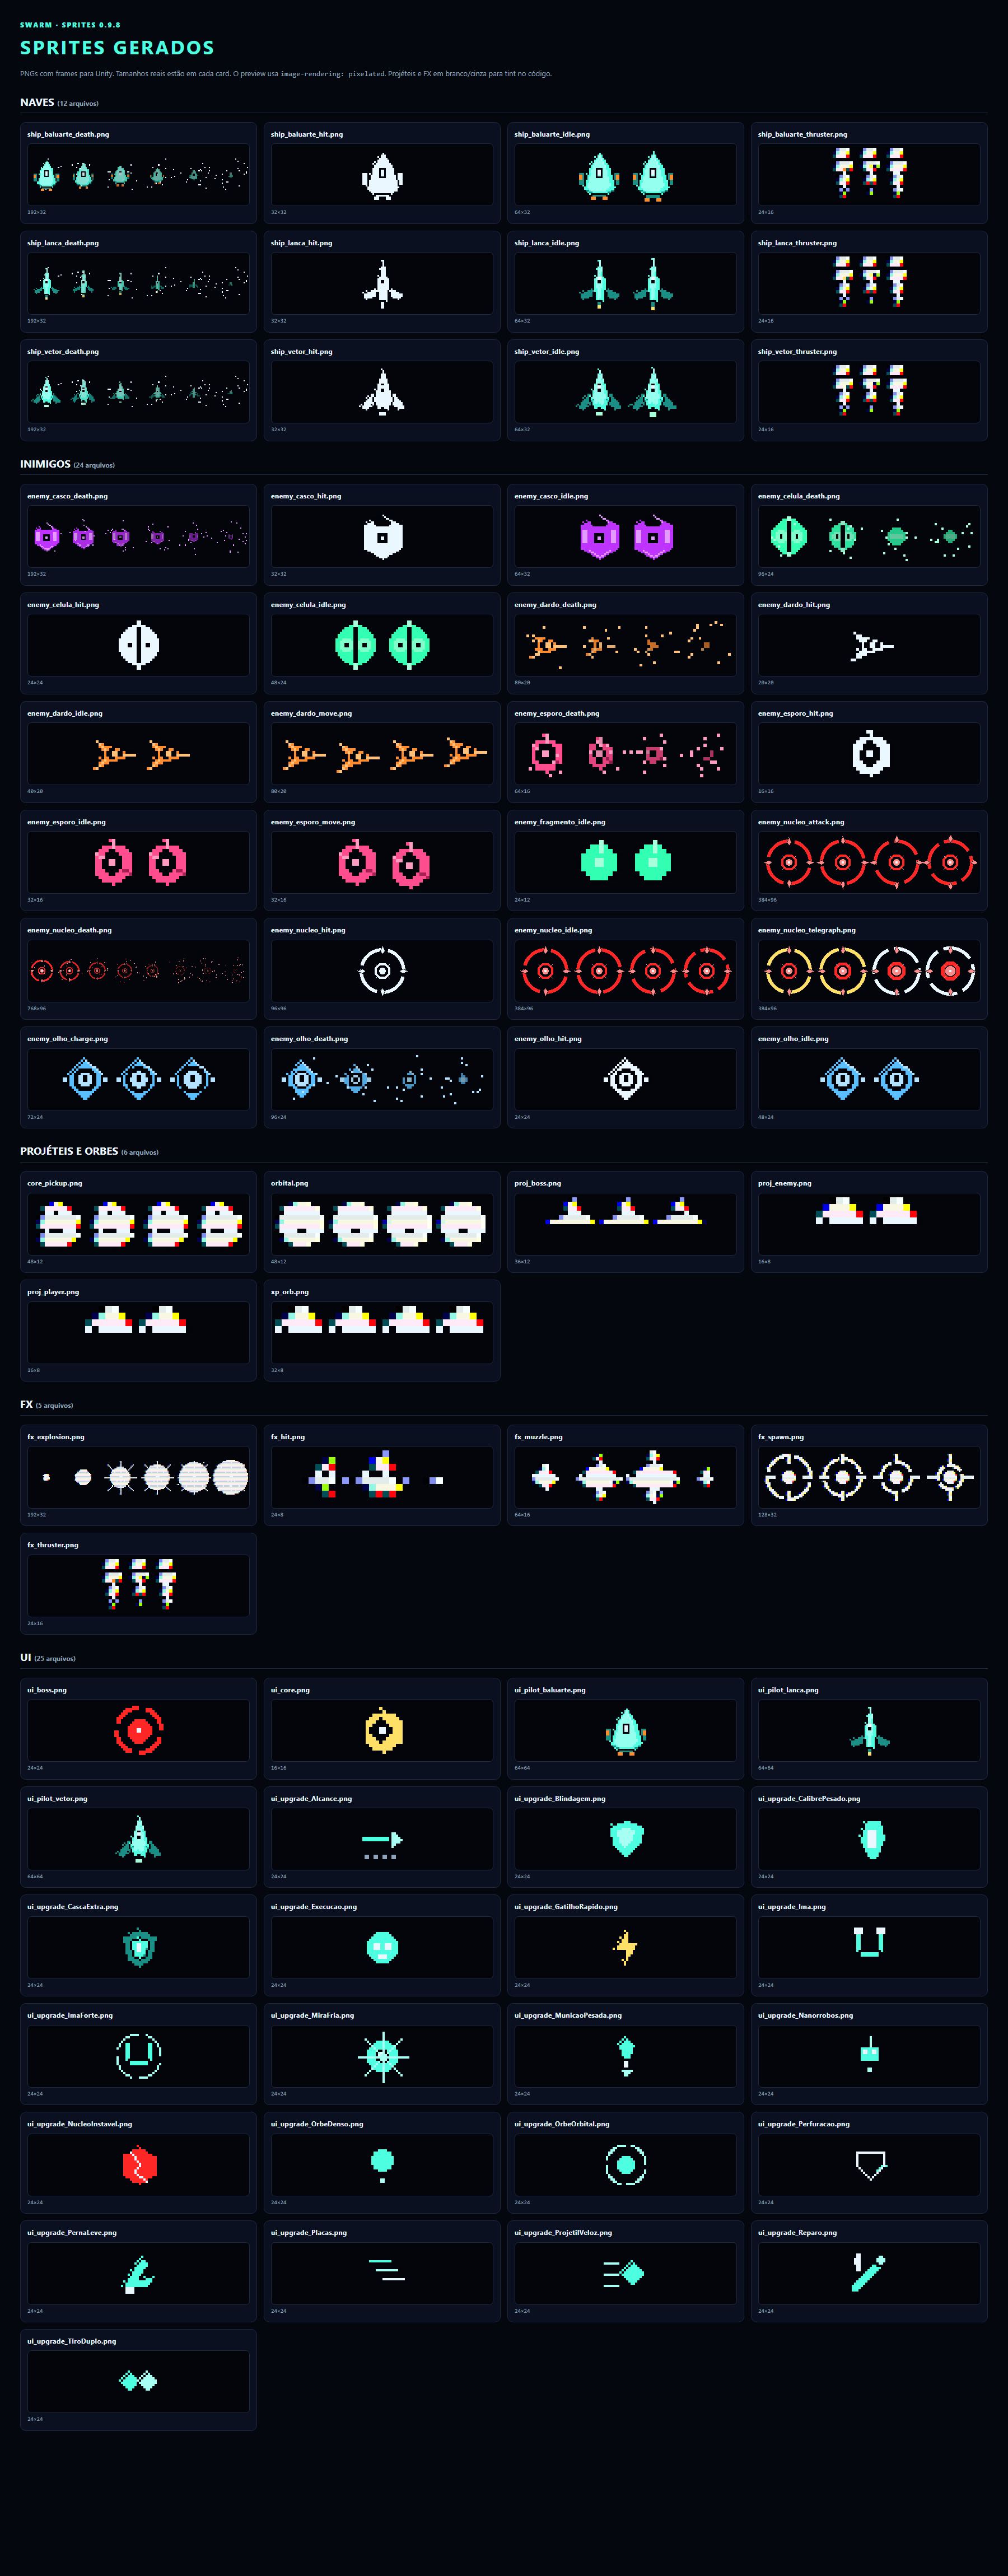 SWARM · SPRITES 0.9.8
SPRITES GERADOS
PNGs com frames para Unity. Tamanhos reais estão em cada card. O preview usa image-rendering: pixelated. Projéteis e FX em branco/cinza para tint no código.
NAVES (12 arquivos)
ship_baluarte_death.png
192×32
ship_baluarte_hit.png
32×32
ship_baluarte_idle.png
64×32
ship_baluarte_thruster.png
24×16
ship_lanca_death.png
192×32
ship_lanca_hit.png
32×32
ship_lanca_idle.png
64×32
ship_lanca_thruster.png
24×16
ship_vetor_death.png
192×32
ship_vetor_hit.png
32×32
ship_vetor_idle.png
64×32
ship_vetor_thruster.png
24×16
INIMIGOS (24 arquivos)
enemy_casco_death.png
192×32
enemy_casco_hit.png
32×32
enemy_casco_idle.png
64×32
enemy_celula_death.png
96×24
enemy_celula_hit.png
24×24
enemy_celula_idle.png
48×24
enemy_dardo_death.png
80×20
enemy_dardo_hit.png
20×20
enemy_dardo_idle.png
40×20
enemy_dardo_move.png
80×20
enemy_esporo_death.png
64×16
enemy_esporo_hit.png
16×16
enemy_esporo_idle.png
32×16
enemy_esporo_move.png
32×16
enemy_fragmento_idle.png
24×12
enemy_nucleo_attack.png
384×96
enemy_nucleo_death.png
768×96
enemy_nucleo_hit.png
96×96
enemy_nucleo_idle.png
384×96
enemy_nucleo_telegraph.png
384×96
enemy_olho_charge.png
72×24
enemy_olho_death.png
96×24
enemy_olho_hit.png
24×24
enemy_olho_idle.png
48×24
PROJÉTEIS E ORBES (6 arquivos)
core_pickup.png
48×12
orbital.png
48×12
proj_boss.png
36×12
proj_enemy.png
16×8
proj_player.png
16×8
xp_orb.png
32×8
FX (5 arquivos)
fx_explosion.png
192×32
fx_hit.png
24×8
fx_muzzle.png
64×16
fx_spawn.png
128×32
fx_thruster.png
24×16
UI (25 arquivos)
ui_boss.png
24×24
ui_core.png
16×16
ui_pilot_baluarte.png
64×64
ui_pilot_lanca.png
64×64
ui_pilot_vetor.png
64×64
ui_upgrade_Alcance.png
24×24
ui_upgrade_Blindagem.png
24×24
ui_upgrade_CalibrePesado.png
24×24
ui_upgrade_CascaExtra.png
24×24
ui_upgrade_Execucao.png
24×24
ui_upgrade_GatilhoRapido.png
24×24
ui_upgrade_Ima.png
24×24
ui_upgrade_ImaForte.png
24×24
ui_upgrade_MiraFria.png
24×24
ui_upgrade_MunicaoPesada.png
24×24
ui_upgrade_Nanorrobos.png
24×24
ui_upgrade_NucleoInstavel.png
24×24
ui_upgrade_OrbeDenso.png
24×24
ui_upgrade_OrbeOrbital.png
24×24
ui_upgrade_Perfuracao.png
24×24
ui_upgrade_PernaLeve.png
24×24
ui_upgrade_Placas.png
24×24
ui_upgrade_ProjetilVeloz.png
24×24
ui_upgrade_Reparo.png
24×24
ui_upgrade_TiroDuplo.png
24×24